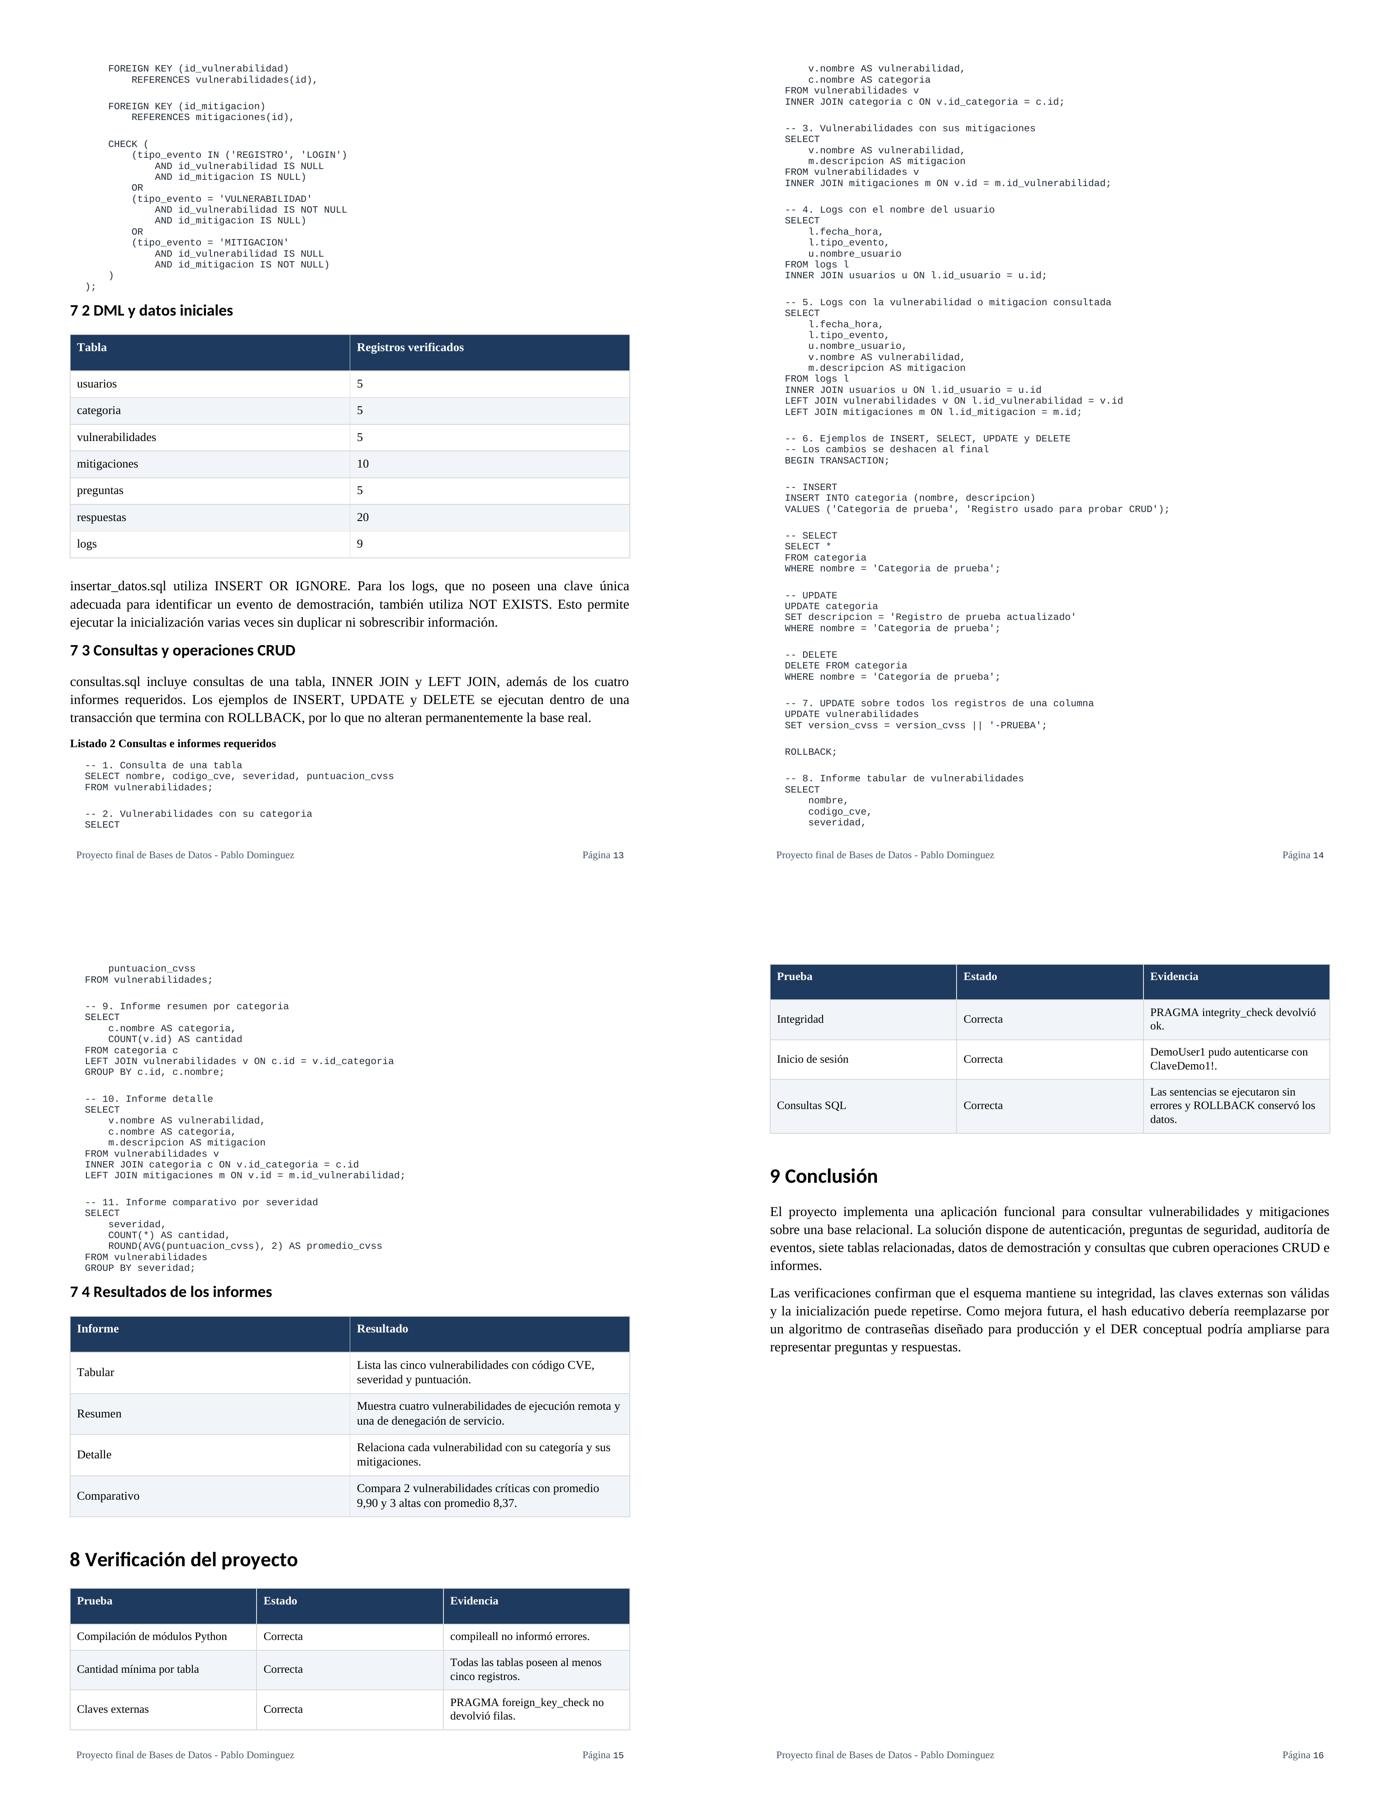 FOREIGN KEY (id_vulnerabilidad)
REFERENCES vulnerabilidades(id),
FOREIGN KEY (id_mitigacion)
REFERENCES mitigaciones(id),
CHECK (
(tipo_evento IN ('REGISTRO', 'LOGIN')
AND id_vulnerabilidad IS NULL
AND id_mitigacion IS NULL)
OR
(tipo_evento = 'VULNERABILIDAD'
AND id_vulnerabilidad IS NOT NULL
AND id_mitigacion IS NULL)
OR
(tipo_evento = 'MITIGACION'
AND id_vulnerabilidad IS NULL
AND id_mitigacion IS NOT NULL)
)
);
7 2 DML y datos iniciales
Tabla Registros verificados
usuarios 5
categoria 5
vulnerabilidades 5
mitigaciones 10
preguntas 5
respuestas 20
logs 9
insertar_datos.sql utiliza INSERT OR IGNORE. Para los logs, que no poseen una clave única
adecuada para identificar un evento de demostración, también utiliza NOT EXISTS. Esto permite
ejecutar la inicialización varias veces sin duplicar ni sobrescribir información.
7 3 Consultas y operaciones CRUD
consultas.sql incluye consultas de una tabla, INNER JOIN y LEFT JOIN, además de los cuatro
informes requeridos. Los ejemplos de INSERT, UPDATE y DELETE se ejecutan dentro de una
transacción que termina con ROLLBACK, por lo que no alteran permanentemente la base real.
Listado 2 Consultas e informes requeridos
-- 1. Consulta de una tabla
SELECT nombre, codigo_cve, severidad, puntuacion_cvss
FROM vulnerabilidades;
-- 2. Vulnerabilidades con su categoria
SELECT
Proyecto final de Bases de Datos - Pablo Dominguez Página 13
v.nombre AS vulnerabilidad,
c.nombre AS categoria
FROM vulnerabilidades v
INNER JOIN categoria c ON v.id_categoria = c.id;
-- 3. Vulnerabilidades con sus mitigaciones
SELECT
v.nombre AS vulnerabilidad,
m.descripcion AS mitigacion
FROM vulnerabilidades v
INNER JOIN mitigaciones m ON v.id = m.id_vulnerabilidad;
-- 4. Logs con el nombre del usuario
SELECT
l.fecha_hora,
l.tipo_evento,
u.nombre_usuario
FROM logs l
INNER JOIN usuarios u ON l.id_usuario = u.id;
-- 5. Logs con la vulnerabilidad o mitigacion consultada
SELECT
l.fecha_hora,
l.tipo_evento,
u.nombre_usuario,
v.nombre AS vulnerabilidad,
m.descripcion AS mitigacion
FROM logs l
INNER JOIN usuarios u ON l.id_usuario = u.id
LEFT JOIN vulnerabilidades v ON l.id_vulnerabilidad = v.id
LEFT JOIN mitigaciones m ON l.id_mitigacion = m.id;
-- 6. Ejemplos de INSERT, SELECT, UPDATE y DELETE
-- Los cambios se deshacen al final
BEGIN TRANSACTION;
-- INSERT
INSERT INTO categoria (nombre, descripcion)
VALUES ('Categoria de prueba', 'Registro usado para probar CRUD');
-- SELECT
SELECT *
FROM categoria
WHERE nombre = 'Categoria de prueba';
-- UPDATE
UPDATE categoria
SET descripcion = 'Registro de prueba actualizado'
WHERE nombre = 'Categoria de prueba';
-- DELETE
DELETE FROM categoria
WHERE nombre = 'Categoria de prueba';
-- 7. UPDATE sobre todos los registros de una columna
UPDATE vulnerabilidades
SET version_cvss = version_cvss || '-PRUEBA';
ROLLBACK;
-- 8. Informe tabular de vulnerabilidades
SELECT
nombre,
codigo_cve,
severidad,
Proyecto final de Bases de Datos - Pablo Dominguez Página 14
puntuacion_cvss
FROM vulnerabilidades;
-- 9. Informe resumen por categoria
SELECT
c.nombre AS categoria,
COUNT(v.id) AS cantidad
FROM categoria c
LEFT JOIN vulnerabilidades v ON c.id = v.id_categoria
GROUP BY c.id, c.nombre;
-- 10. Informe detalle
SELECT
v.nombre AS vulnerabilidad,
c.nombre AS categoria,
m.descripcion AS mitigacion
FROM vulnerabilidades v
INNER JOIN categoria c ON v.id_categoria = c.id
LEFT JOIN mitigaciones m ON v.id = m.id_vulnerabilidad;
-- 11. Informe comparativo por severidad
SELECT
severidad,
COUNT(*) AS cantidad,
ROUND(AVG(puntuacion_cvss), 2) AS promedio_cvss
FROM vulnerabilidades
GROUP BY severidad;
7 4 Resultados de los informes
Informe Resultado
Tabular Lista las cinco vulnerabilidades con código CVE,
severidad y puntuación.
Resumen Muestra cuatro vulnerabilidades de ejecución remota y
una de denegación de servicio.
Detalle Relaciona cada vulnerabilidad con su categoría y sus
mitigaciones.
Comparativo Compara 2 vulnerabilidades críticas con promedio
9,90 y 3 altas con promedio 8,37.
8 Verificación del proyecto
Prueba Estado Evidencia
Compilación de módulos Python Correcta compileall no informó errores.
Cantidad mínima por tabla Correcta Todas las tablas poseen al menos
cinco registros.
Claves externas Correcta PRAGMA foreign_key_check no
devolvió filas.
Proyecto final de Bases de Datos - Pablo Dominguez Página 15
Prueba Estado Evidencia
Integridad Correcta PRAGMA integrity_check devolvió
ok.
Inicio de sesión Correcta DemoUser1 pudo autenticarse con
ClaveDemo1!.
Consultas SQL Correcta Las sentencias se ejecutaron sin
errores y ROLLBACK conservó los
datos.
9 Conclusión
El proyecto implementa una aplicación funcional para consultar vulnerabilidades y mitigaciones
sobre una base relacional. La solución dispone de autenticación, preguntas de seguridad, auditoría de
eventos, siete tablas relacionadas, datos de demostración y consultas que cubren operaciones CRUD e
informes.
Las verificaciones confirman que el esquema mantiene su integridad, las claves externas son válidas
y la inicialización puede repetirse. Como mejora futura, el hash educativo debería reemplazarse por
un algoritmo de contraseñas diseñado para producción y el DER conceptual podría ampliarse para
representar preguntas y respuestas.
Proyecto final de Bases de Datos - Pablo Dominguez Página 16